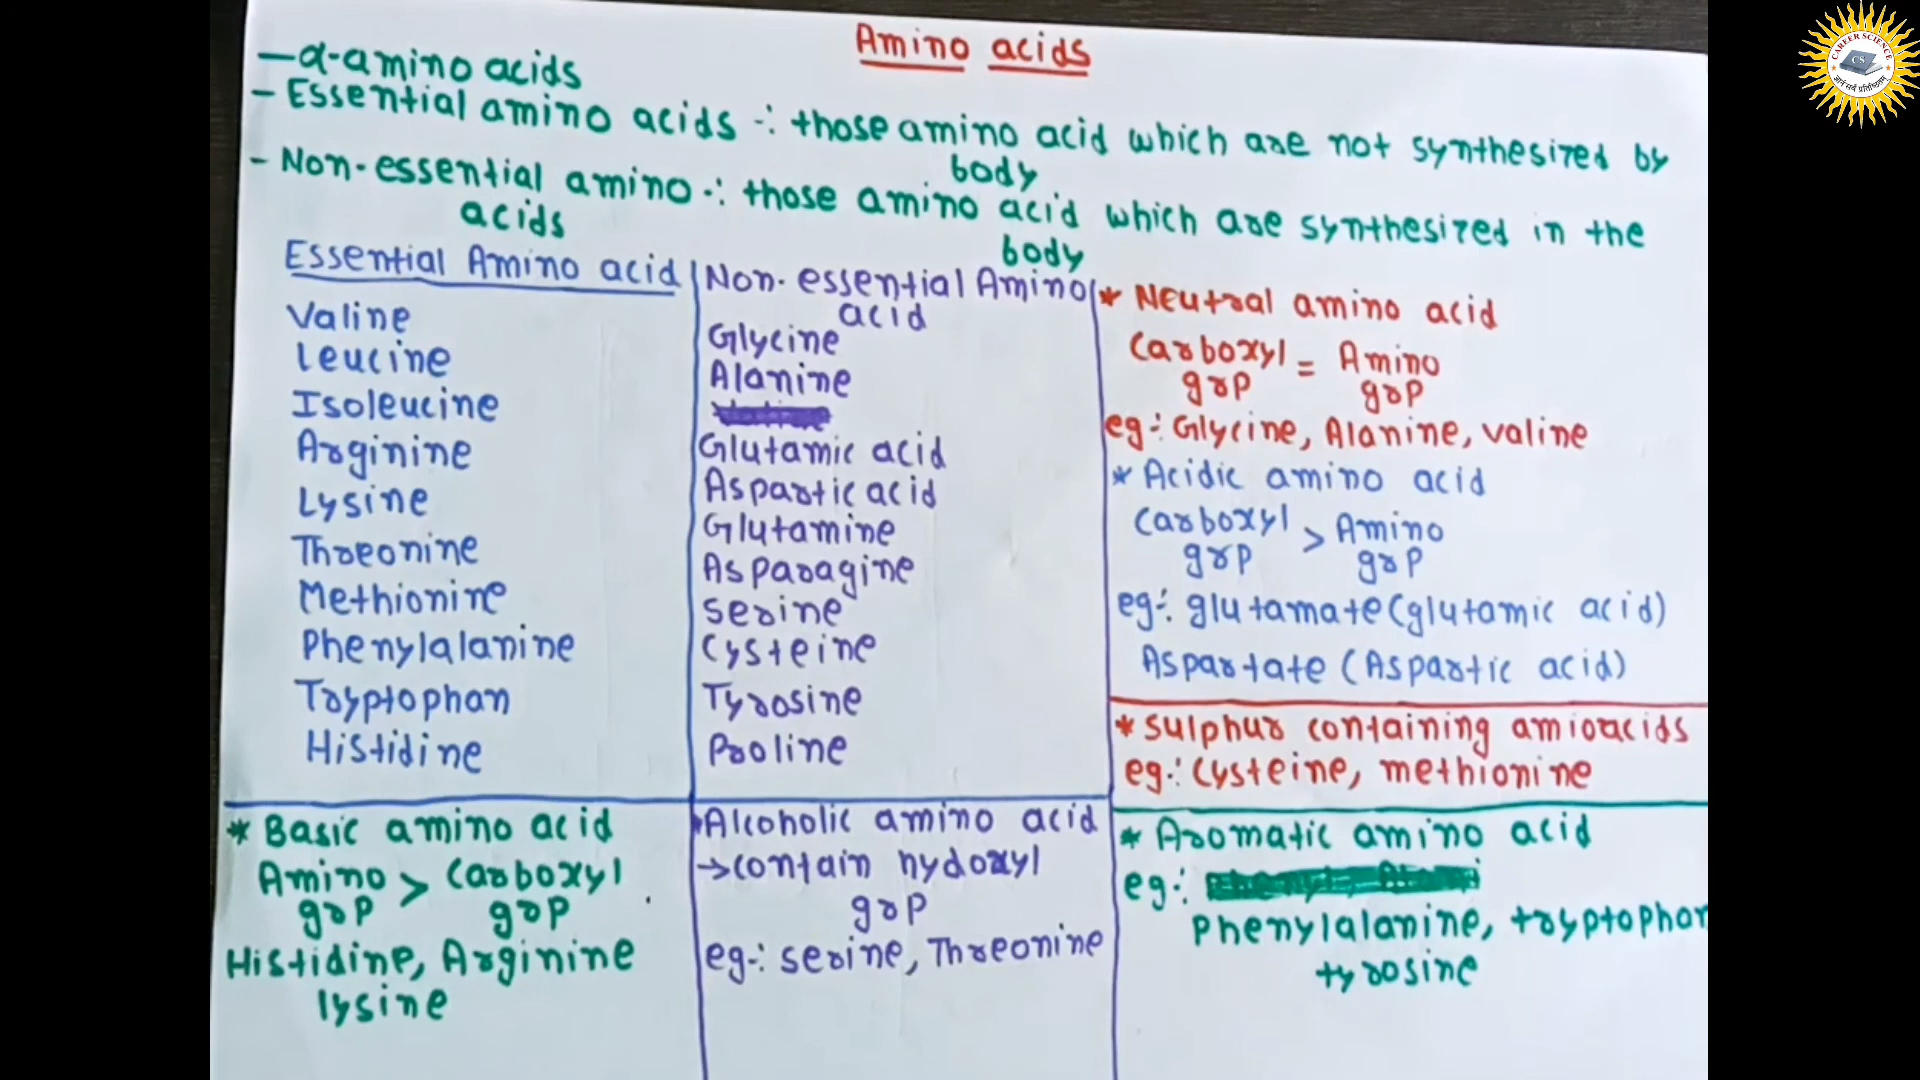 Amino acids
— α-amino acids
- Essential amino acids -: those amino acid which are not synthesized by
body
- Non-essential amino -: those amino acid which are synthesized in the
acids
body
Essential Amino acid
Valine
Leucine
Isoleucine
Arginine
Lysine
Threonine
Methionine
Phenylalanine
Tryptophan
Histidine
Non-essential Amino
acid
Glycine
Alanine
Glutamic acid
Aspartic acid
Glutamine
Asparagine
Serine
Cysteine
Tyrosine
Proline
* Neutral amino acid
Carboxyl = Amino
grp grp
eg-: Glycine, Alanine, valine
* Acidic amino acid
Carboxyl > Amino
grp grp
eg-: glutamate (glutamic acid)
Aspartate (Aspartic acid)
* Sulphur containing amioacids
eg-: Cysteine, methionine
* Basic amino acid
Amino > Carboxyl
grp grp
Histidine, Arginine
lysine
Alcoholic amino acid
→ contain hydoxyl
grp
eg-: serine, Threonine
* Aromatic amino acid
eg-:
Phenylalanine, tryptophan
tyrosine
CAREER SCIENCE
CS